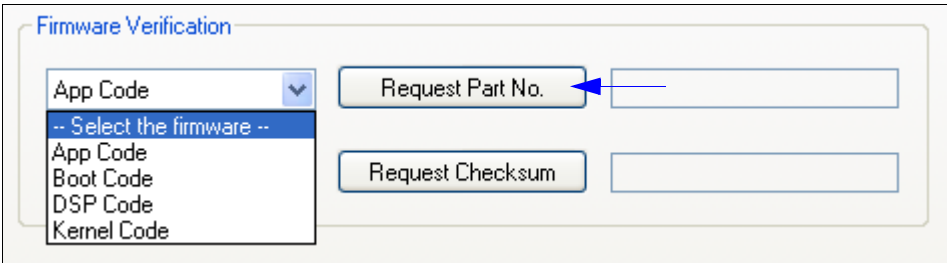 Firmware Verification
App Code
Request Part No.
-- Select the firmware --
App Code
Boot Code
Request Checksum
DSP Code
Kernel Code